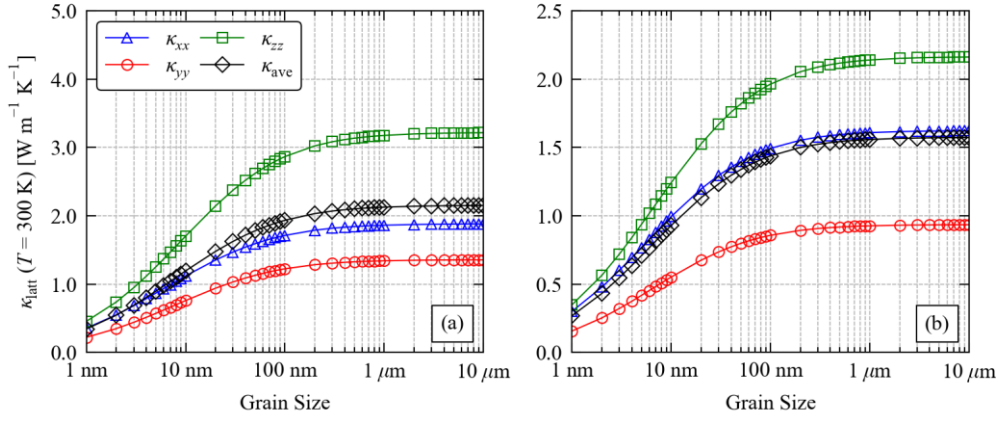 5.0
4.0
3.0
2.0
1.0
0.0
κlatt (T = 300 K) [W m⁻¹ K⁻¹]
κxx κzz
κyy κave
(a)
1 nm 10 nm 100 nm 1 μm 10 μm
Grain Size
2.5
2.0
1.5
1.0
0.5
0.0
(b)
1 nm 10 nm 100 nm 1 μm 10 μm
Grain Size